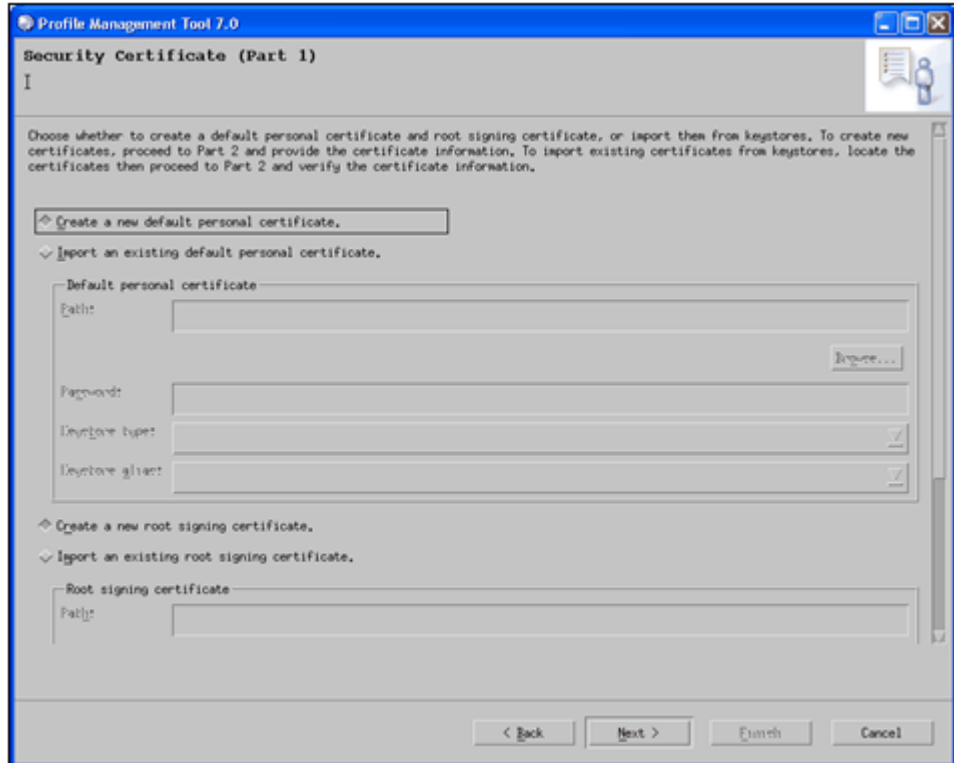 Profile Management Tool 7.0
Security Certificate (Part 1)
Choose whether to create a default personal certificate and root signing certificate, or import them from keystores. To create new
certificates, proceed to Part 2 and provide the certificate information. To import existing certificates from keystores, locate the
certificates then proceed to Part 2 and verify the certificate information.
Create a new default personal certificate.
Import an existing default personal certificate.
Default personal certificate
Path:
Browse...
Password:
Keystore type:
Keystore alias:
Create a new root signing certificate.
Import an existing root signing certificate.
Root signing certificate
Path:
< Back Next > Finish Cancel